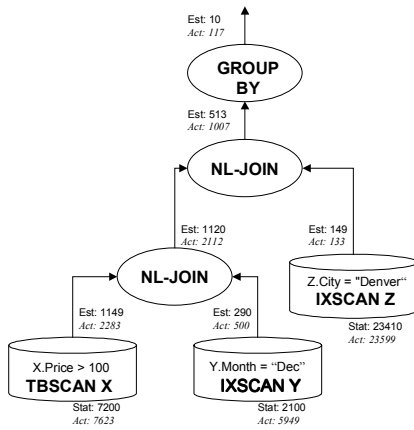 Est: 10
Act: 117
GROUP
BY
Est: 513
Act: 1007
NL-JOIN
Est: 1120
Act: 2112
Est: 149
Act: 133
NL-JOIN
Z.City = "Denver“
IXSCAN Z
Est: 1149
Act: 2283
Est: 290
Act: 500
Stat: 23410
Act: 23599
X.Price > 100
TBSCAN X
Y.Month = “Dec”
IXSCAN Y
Stat: 7200
Act: 7623
Stat: 2100
Act: 5949